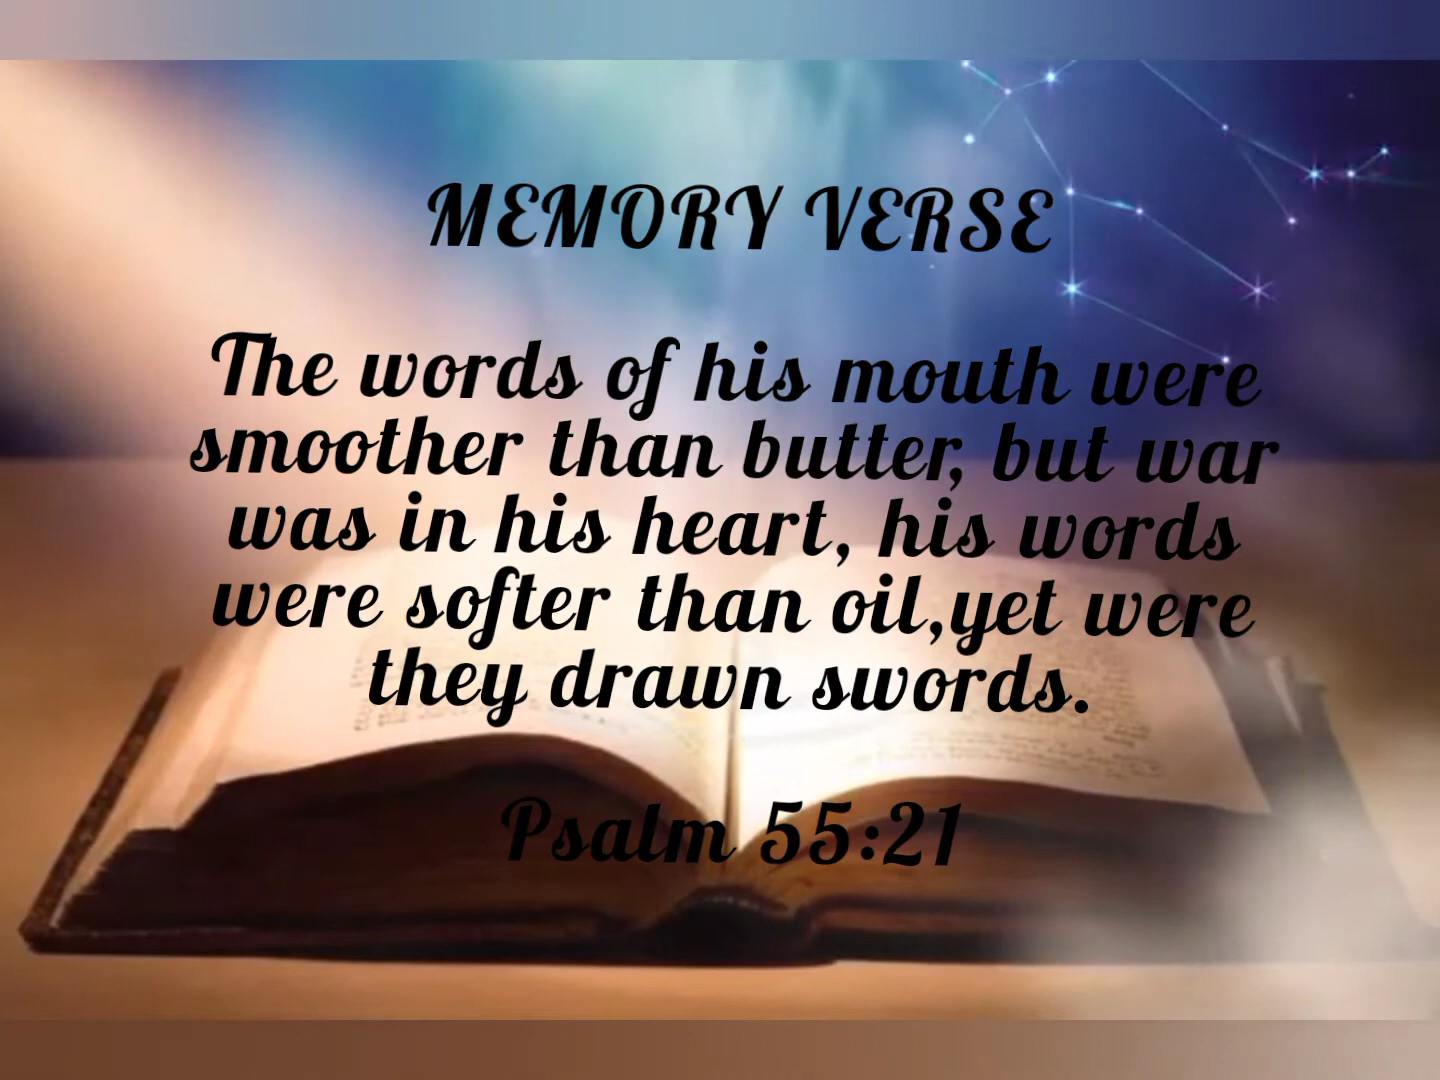 MEMORY VERSE
The words of his mouth were
smoother than butter, but war
was in his heart, his words
were softer than oil,yet were
they drawn swords.
Psalm 55:21